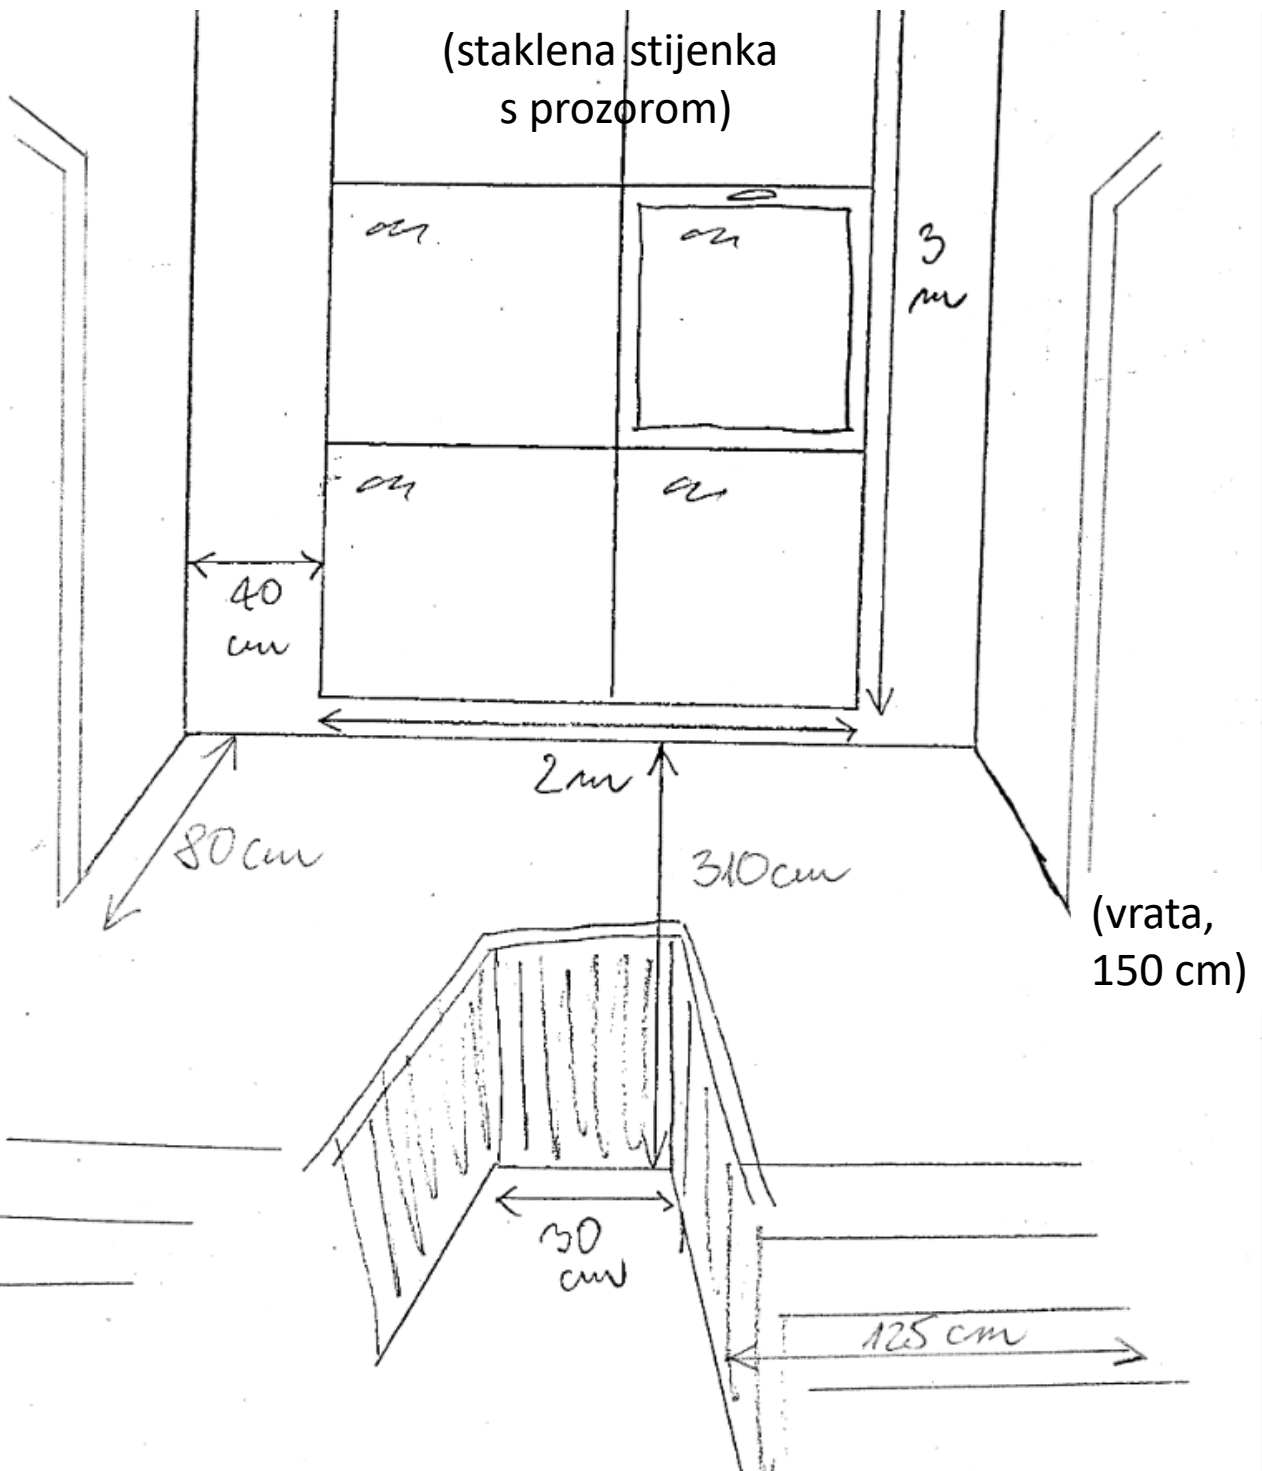 (staklena stijenka
s prozorom)
3
m
40
cm
2m
80cm
310cm
(vrata,
150 cm)
30
cm
125 cm